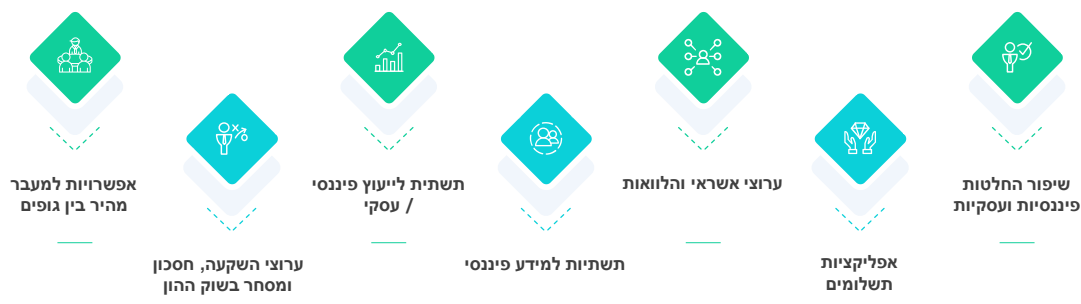 שיפור החלטות
פיננסיות ועסקיות
אפליקציות
תשלומים
ערוצי אשראי והלוואות
תשתיות למידע פיננסי
תשתית לייעוץ פיננסי
/ עסקי
ערוצי השקעה, חסכון
ומסחר בשוק ההון
אפשרויות למעבר
מהיר בין גופים